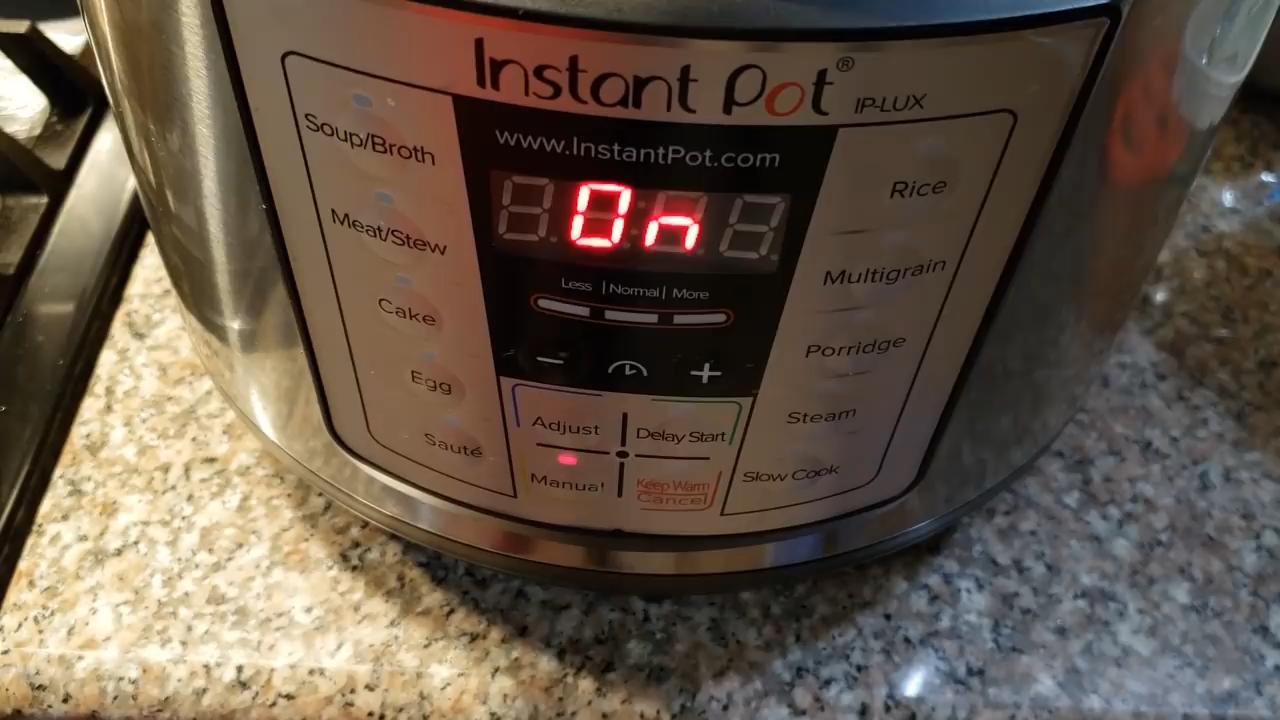 Instant Pot® IP-LUX
www.InstantPot.com
On
Less | Normal | More
− +
Soup/Broth
Meat/Stew
Cake
Egg
Sauté
Rice
Multigrain
Porridge
Steam
Slow Cook
Adjust
Delay Start
Manual
Keep Warm
Cancel